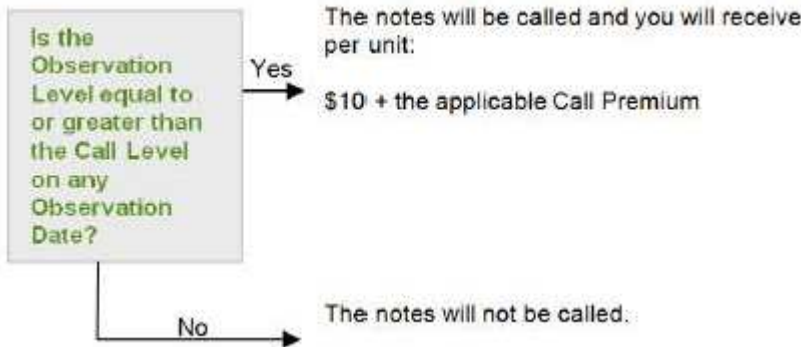 Is the
Observation
Level equal to
or greater than
the Call Level
on any
Observation
Date?
Yes
The notes will be called and you will receive
per unit:
$10 + the applicable Call Premium
No
The notes will not be called.